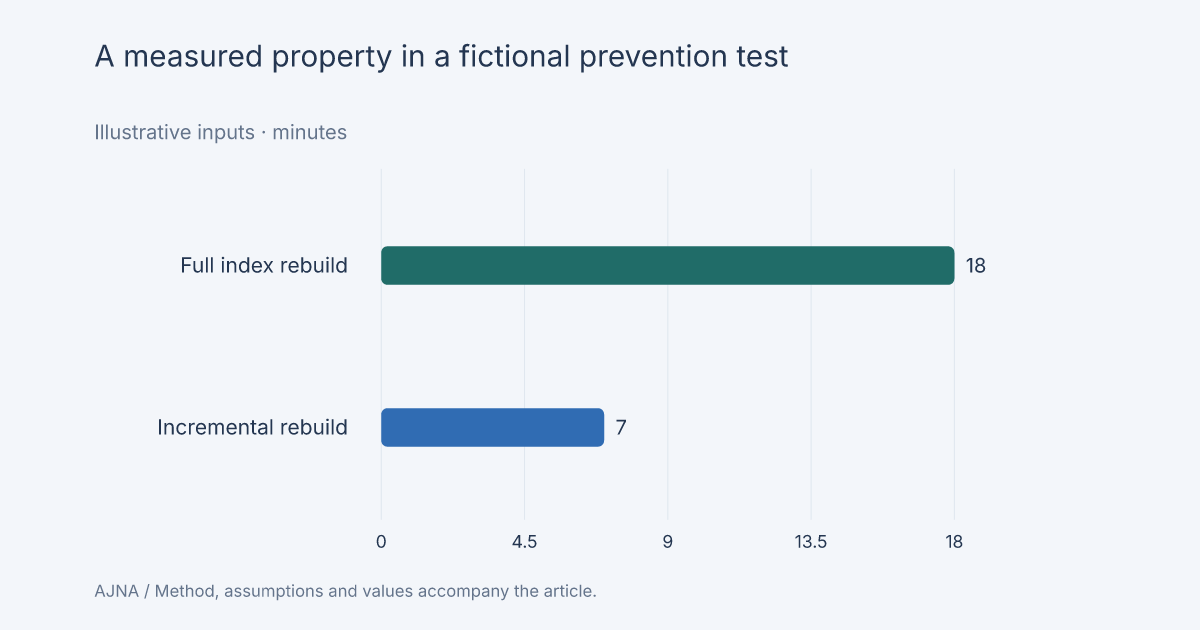 A measured property in a fictional prevention test
Illustrative inputs · minutes
Full index rebuild
18
Incremental rebuild
7
0
4.5
9
13.5
18
AJNA / Method, assumptions and values accompany the article.